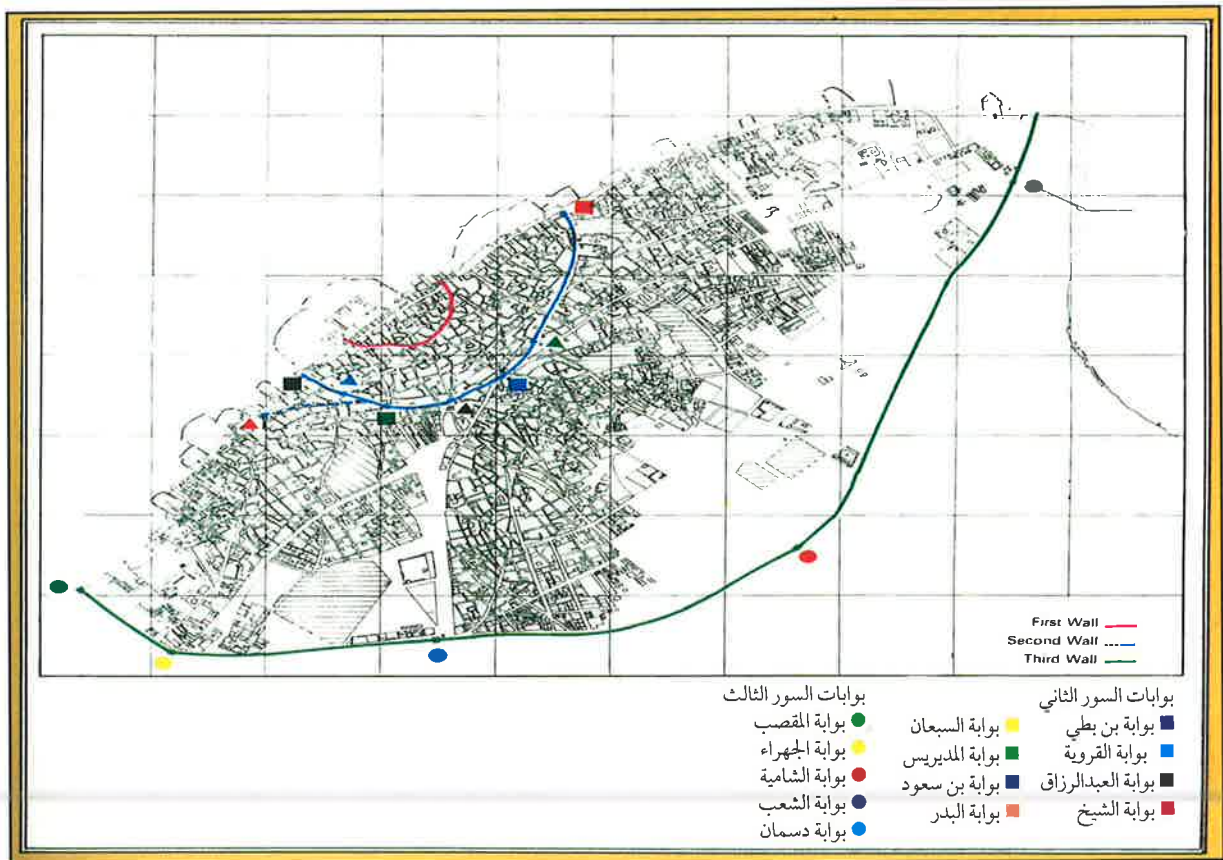 First Wall
Second Wall
Third Wall
بوابات السور الثاني
بوابة بن بطي
بوابة القروية
بوابة العبدالرزاق
بوابة الشيخ
بوابة السبعان
بوابة المديريس
بوابة بن سعود
بوابة البدر
بوابات السور الثالث
بوابة المقصب
بوابة الجهراء
بوابة الشامية
بوابة الشعب
بوابة دسمان